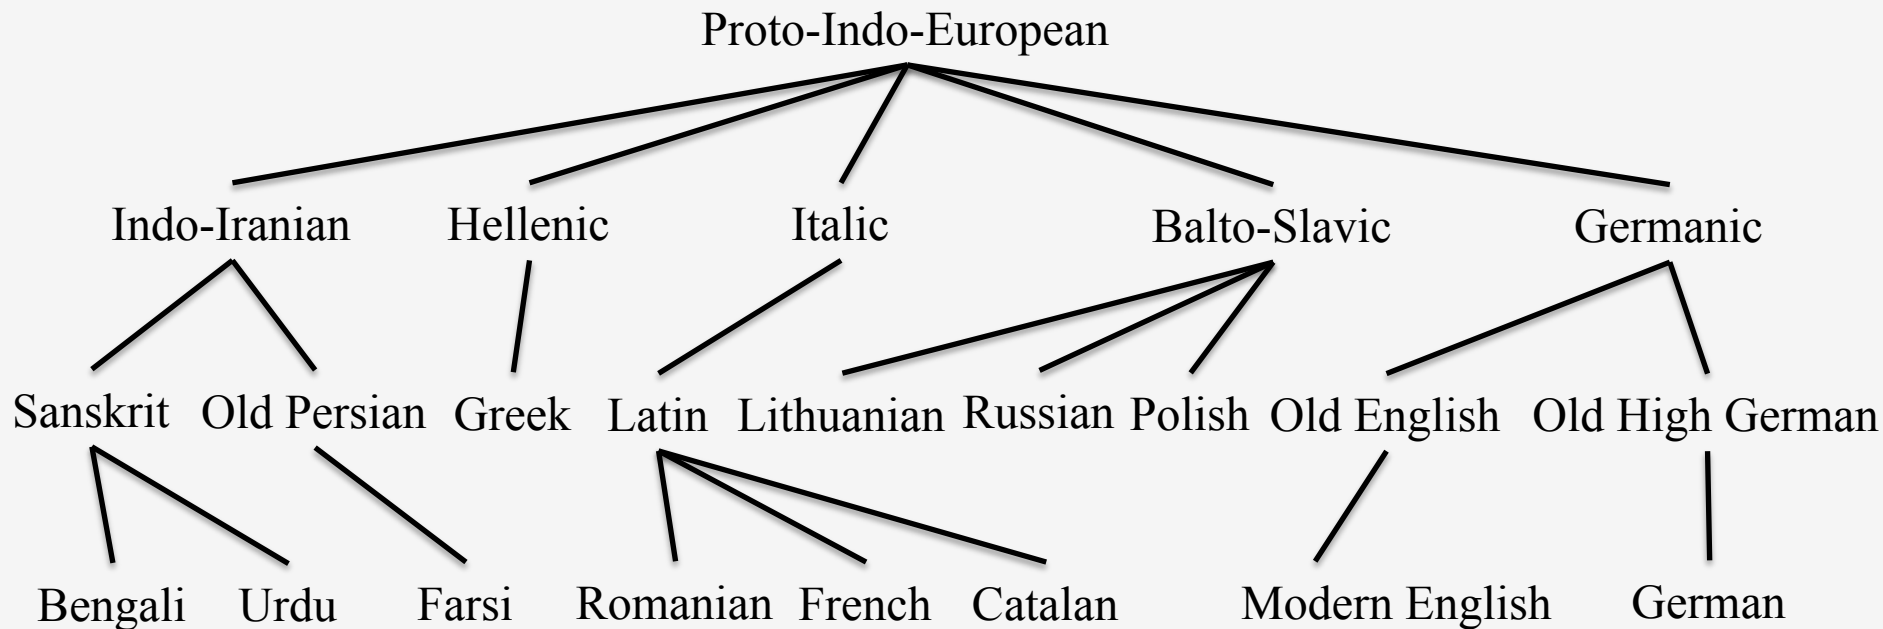 Proto-Indo-European
Indo-Iranian Hellenic Italic Balto-Slavic Germanic
Sanskrit Old Persian Greek Latin Lithuanian Russian Polish Old English Old High German
Bengali Urdu Farsi Romanian French Catalan Modern English German